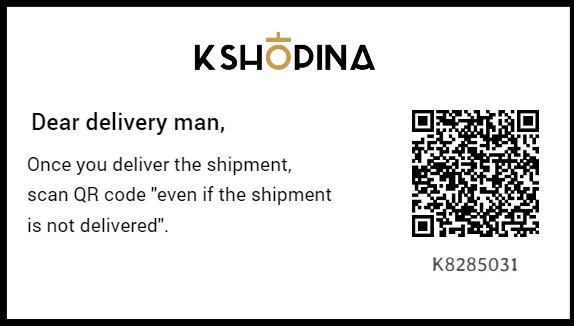 KSHOPINA
Dear delivery man,
Once you deliver the shipment,
scan QR code "even if the shipment
is not delivered".
K8285031